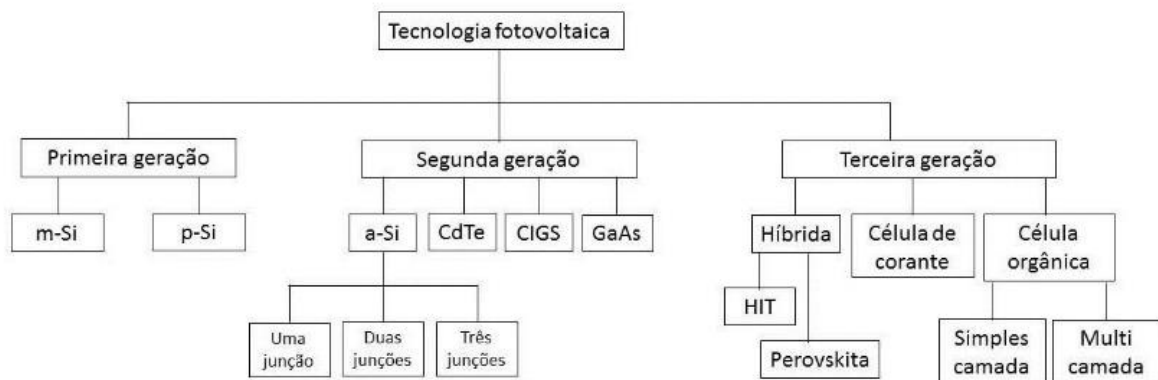 Tecnologia fotovoltaica
Primeira geração
Segunda geração
Terceira geração
m-Si
p-Si
a-Si
CdTe
CIGS
GaAs
Híbrida
Célula de
corante
Célula
orgânica
Uma
junção
Duas
junções
Três
junções
HIT
Perovskita
Simples
camada
Multi
camada